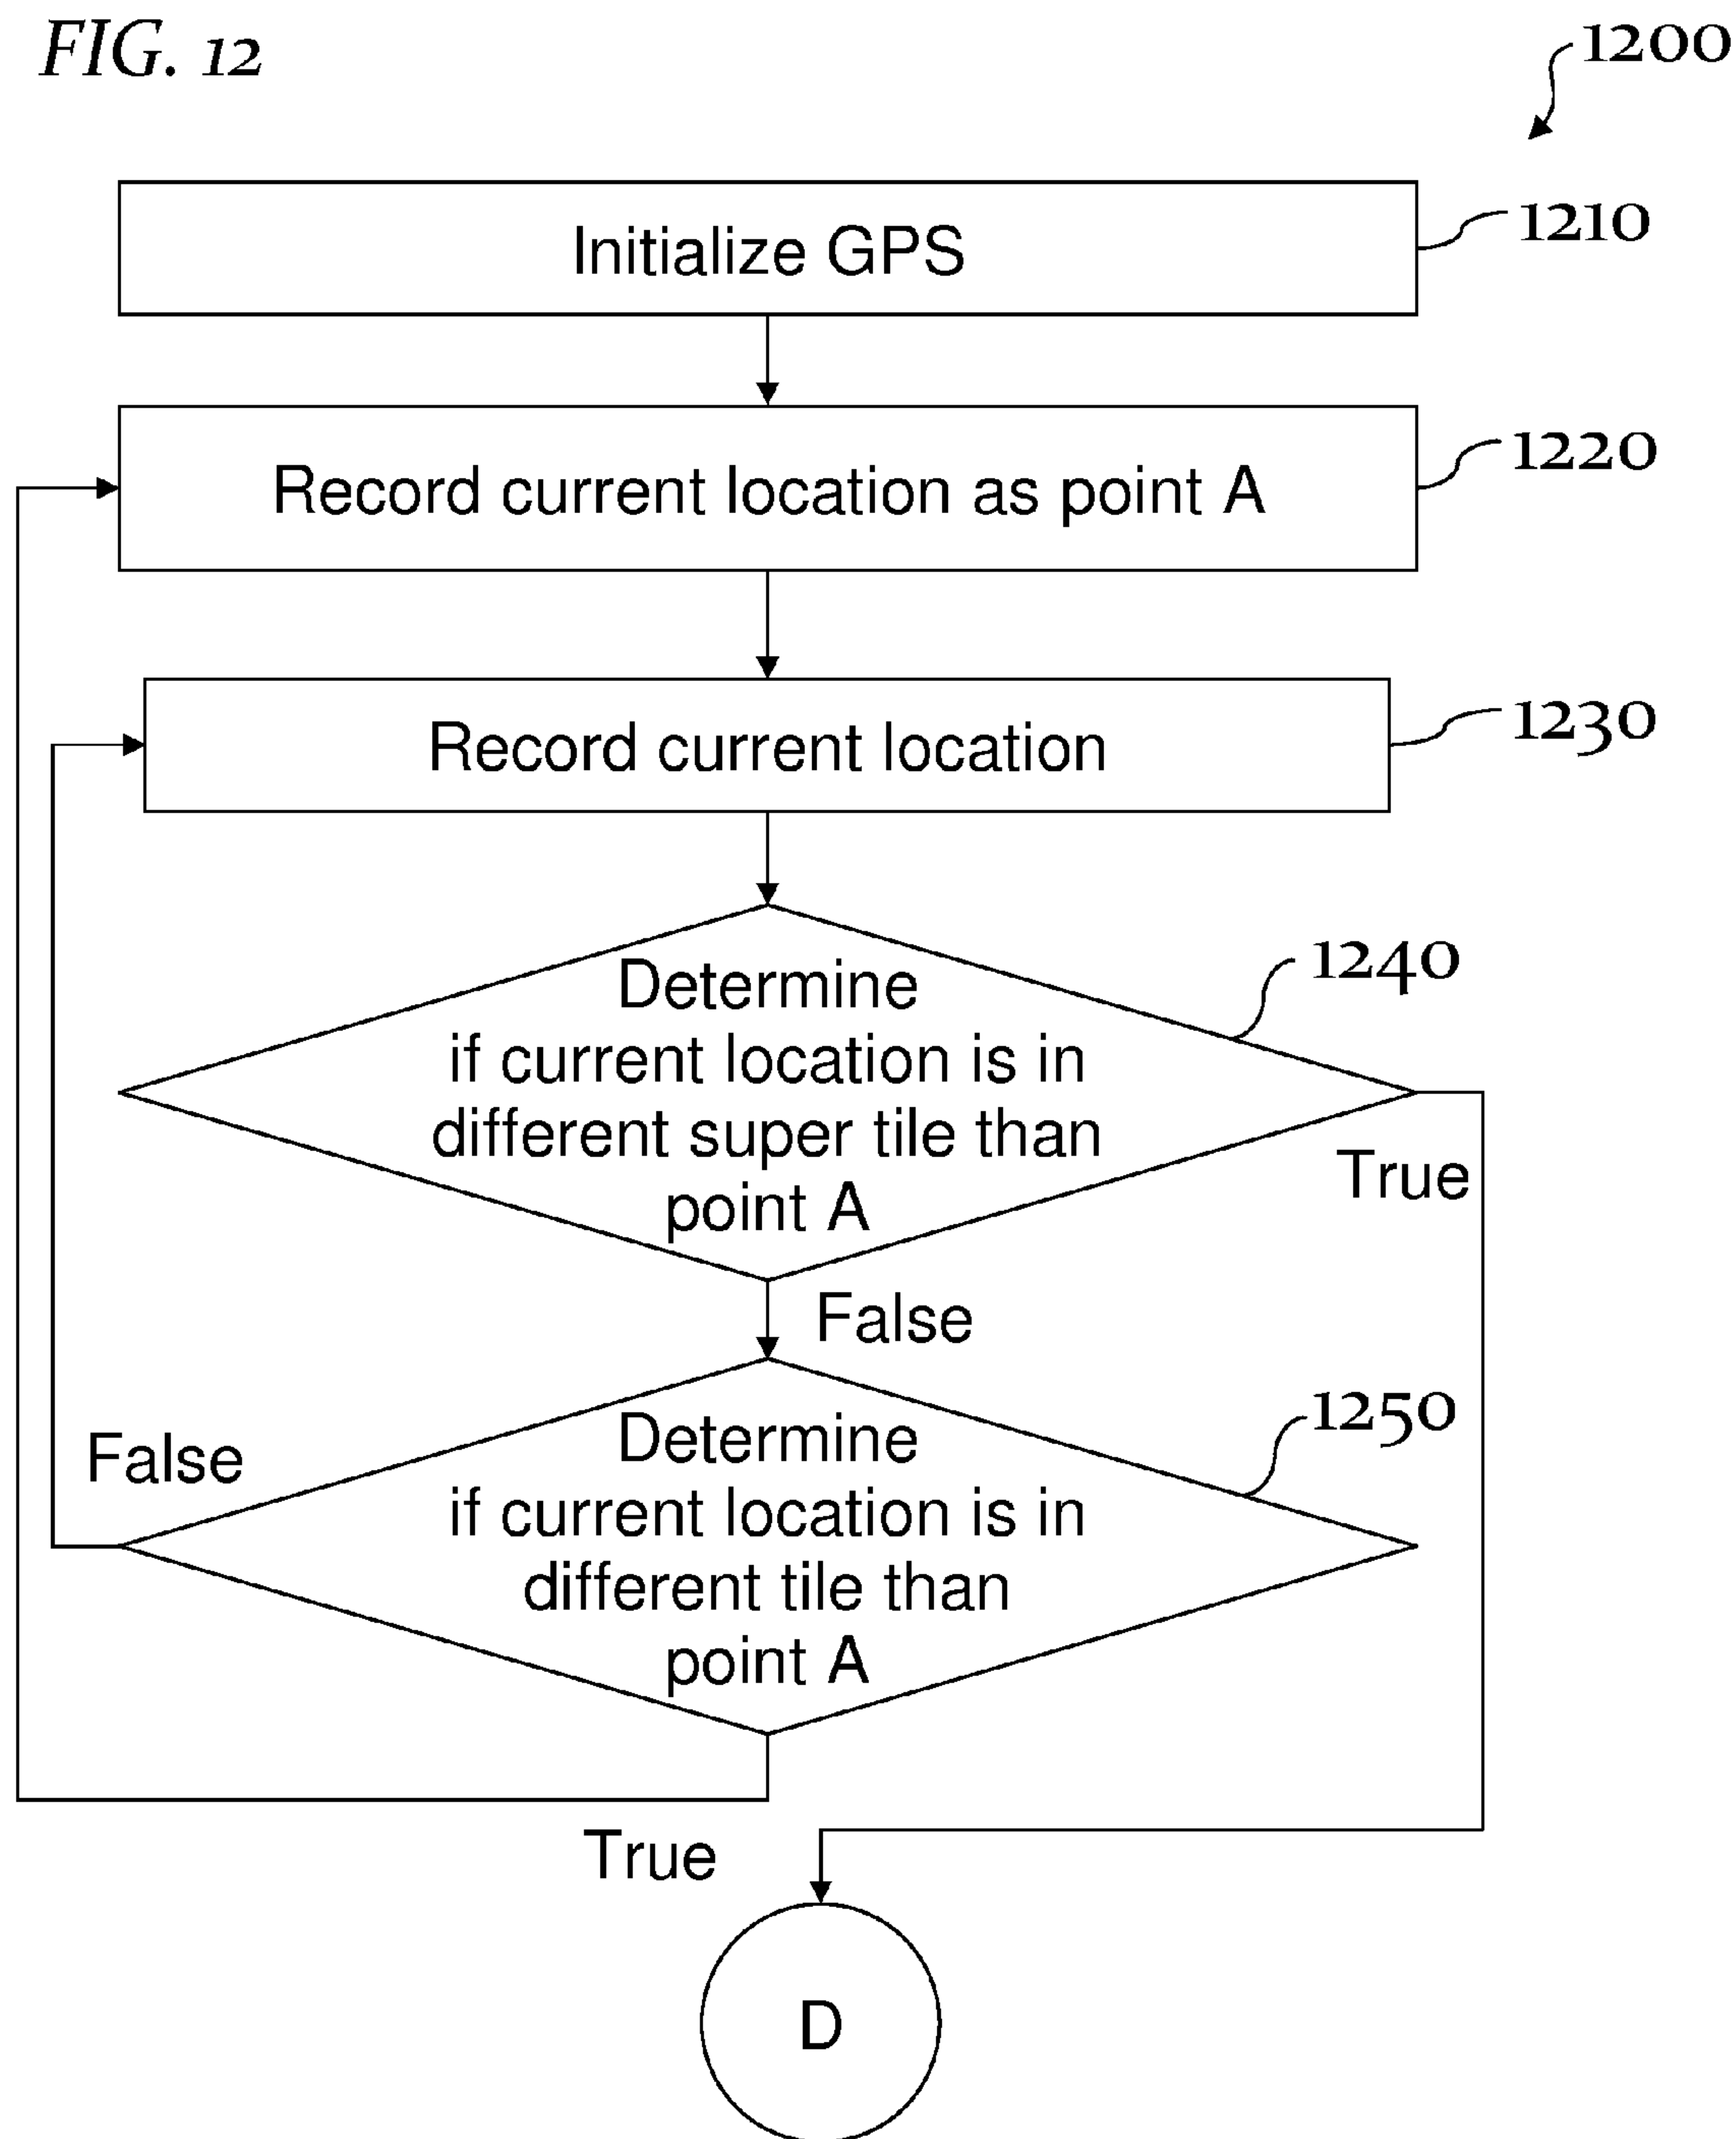 FIG. 12
1200
Initialize GPS
1210
Record current location as point A
1220
Record current location
1230
Determine
if current location is in
different super tile than
point A
1240
True
False
Determine
if current location is in
different tile than
point A
1250
False
True
D